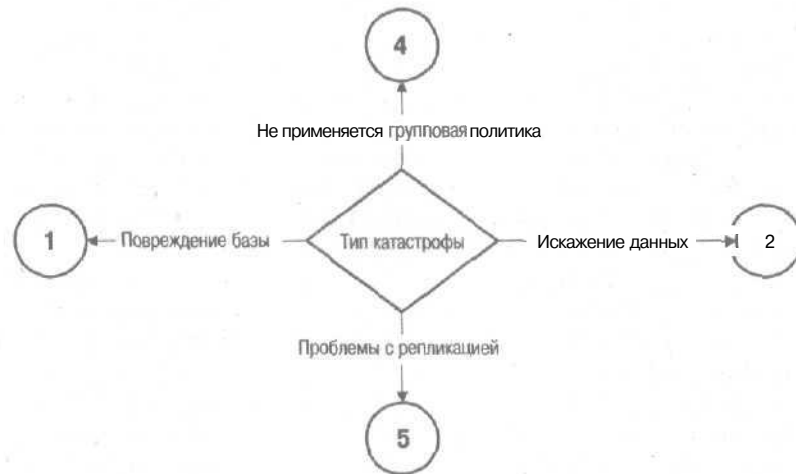 4
Не применяется групповая политика
1
Повреждение базы
Тип катастрофы
Искажение данных
2
Проблемы с репликацией
5